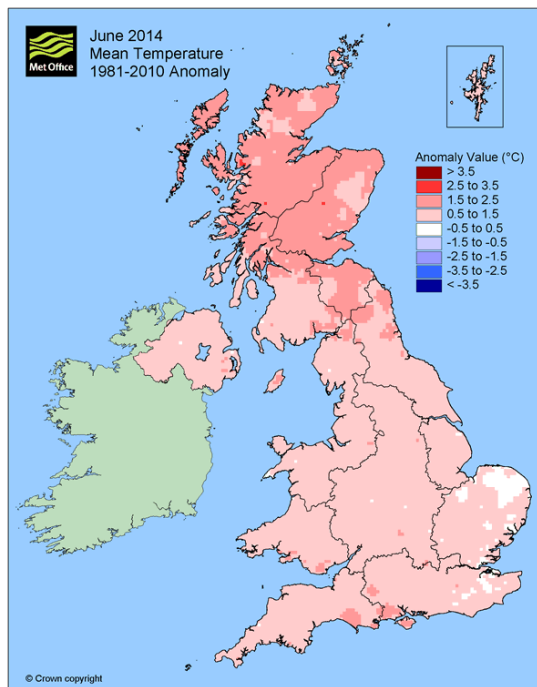 June 2014
Mean Temperature
1981-2010 Anomaly
Met Office
Anomaly Value (°C)
> 3.5
2.5 to 3.5
1.5 to 2.5
0.5 to 1.5
-0.5 to 0.5
-1.5 to -0.5
-2.5 to -1.5
-3.5 to -2.5
< -3.5
© Crown copyright